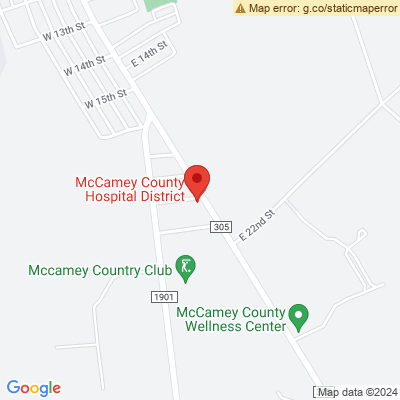 Map error: g.co/staticmaperror
W 13th St
W 14th St
E 14th St
W 15th St
McCamey County
Hospital District
305
E 22nd St
Mccamey Country Club
1901
McCamey County
Wellness Center
Google
Map data ©2024